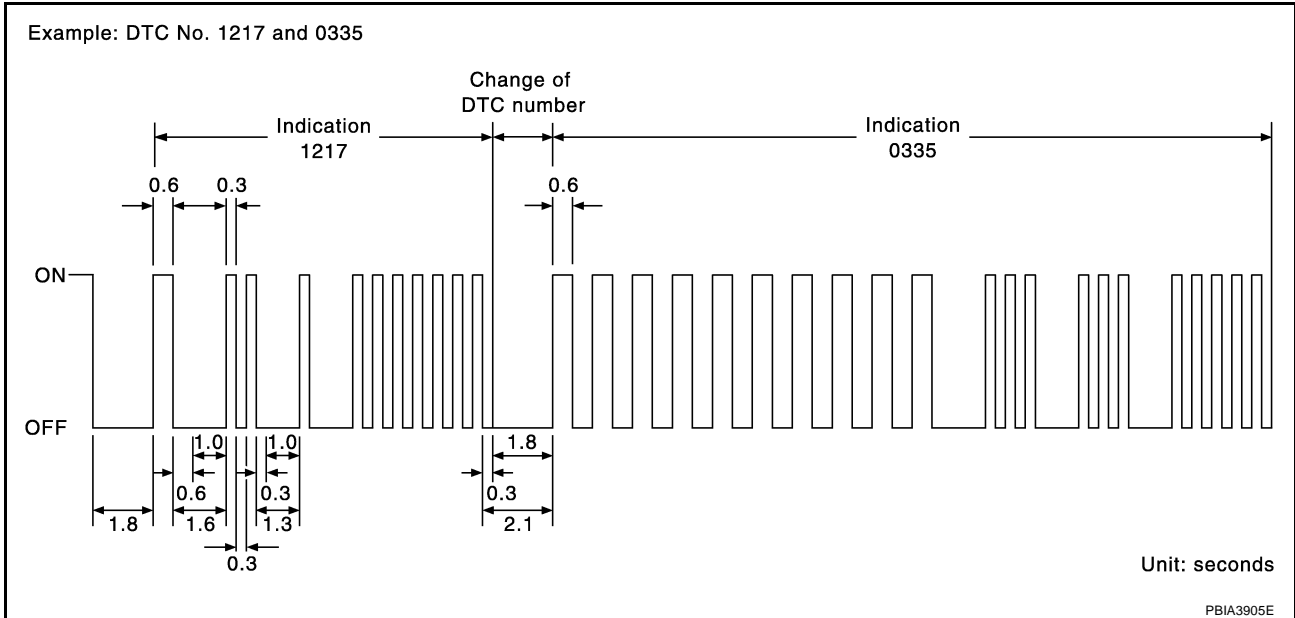 Example: DTC No. 1217 and 0335
Change of
DTC number
Indication
1217
Indication
0335
0.6
0.3
0.6
ON
OFF
1.0
1.0
1.8
0.6
0.3
0.3
1.8
1.6
1.3
2.1
0.3
Unit: seconds
PBIA3905E